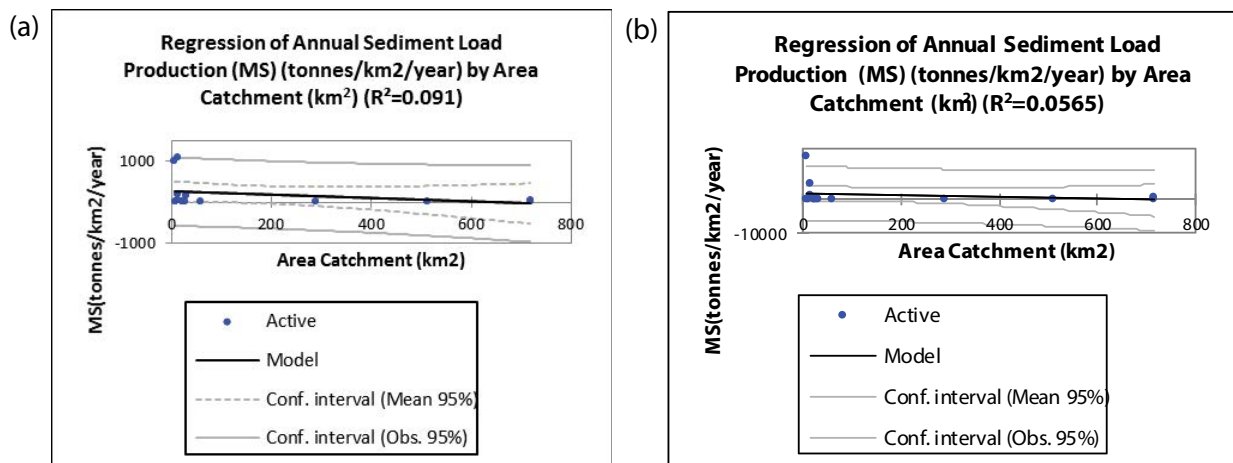 (a)
Regression of Annual Sediment Load
Production (MS) (tonnes/km2/year) by Area
Catchment (km²) (R²=0.091)
1000
-1000
0
200
400
600
800
MS(tonnes/km2/year)
Area Catchment (km2)
Active
Model
Conf. interval (Mean 95%)
Conf. interval (Obs. 95%)
(b)
Regression of Annual Sediment Load
Production (MS) (tonnes/km2/year) by Area
Catchment (km²) (R²=0.0565)
-10000
0
200
400
600
800
MS(tonnes/km2/year)
Area Catchment (km2)
Active
Model
Conf. interval (Mean 95%)
Conf. interval (Obs. 95%)